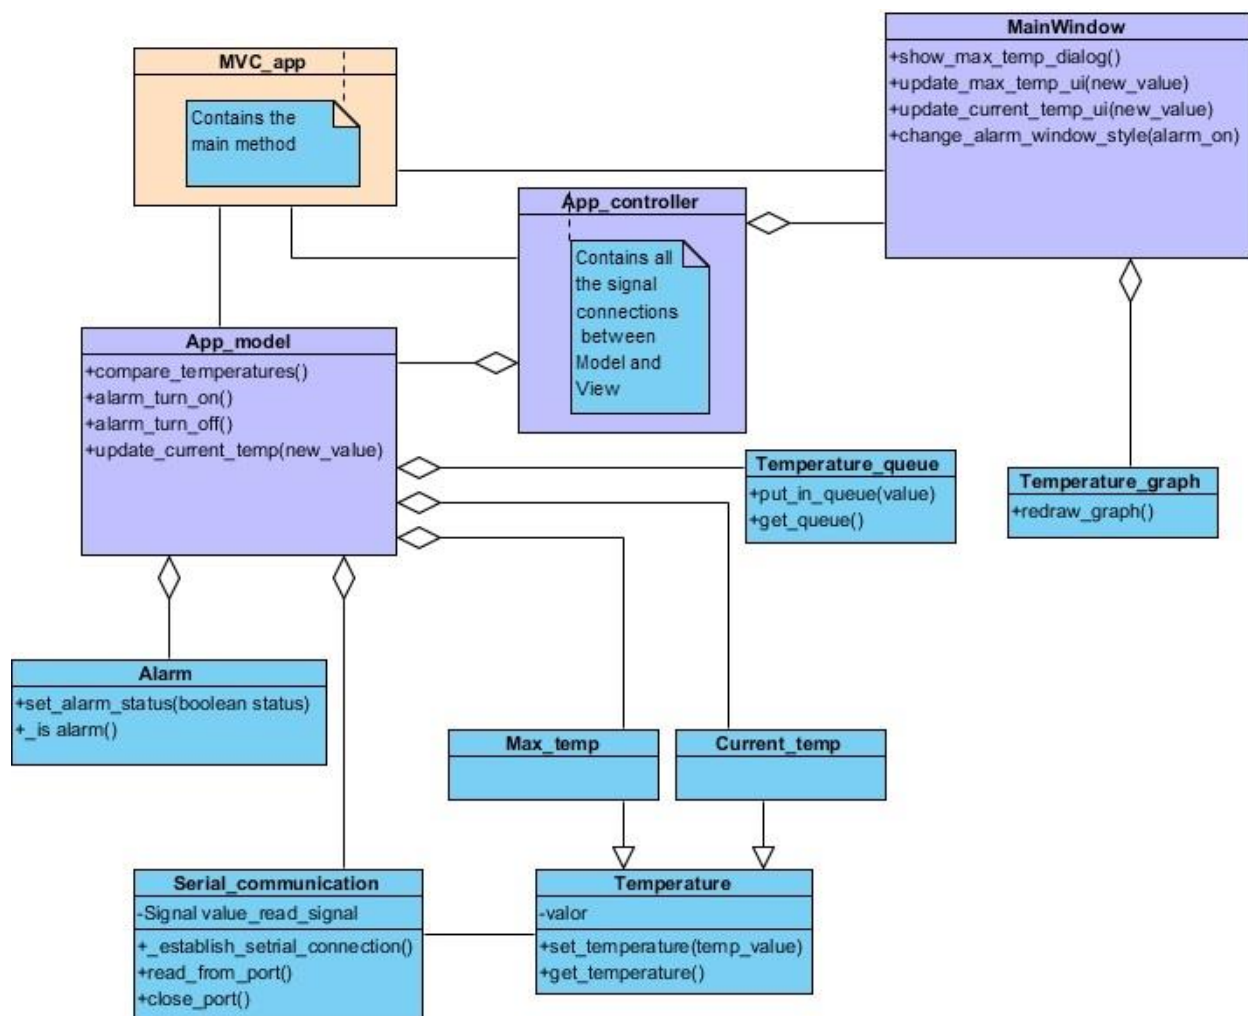 MVC_app
Contains the
main method
MainWindow
+show_max_temp_dialog()
+update_max_temp_ui(new_value)
+update_current_temp_ui(new_value)
+change_alarm_window_style(alarm_on)
App_controller
Contains all
the signal
connections
between
Model and
View
App_model
+compare_temperatures()
+alarm_turn_on()
+alarm_turn_off()
+update_current_temp(new_value)
Temperature_queue
+put_in_queue(value)
+get_queue()
Temperature_graph
+redraw_graph()
Alarm
+set_alarm_status(boolean status)
+_is alarm()
Max_temp
Current_temp
Serial_communication
-Signal value_read_signal
+_establish_setrial_connection()
+read_from_port()
+close_port()
Temperature
-valor
+set_temperature(temp_value)
+get_temperature()